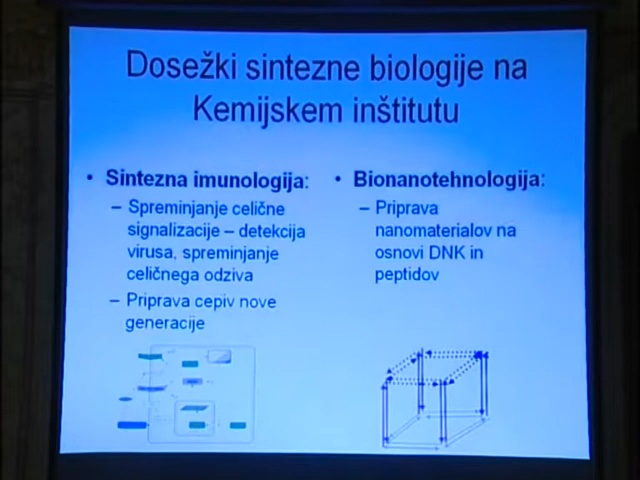 Dosežki sintezne biologije na
Kemijskem inštitutu
• Sintezna imunologija:
– Spreminjanje celične
signalizacije – detekcija
virusa, spreminjanje
celičnega odziva
– Priprava cepiv nove
generacije
• Bionanotehnologija:
– Priprava
nanomaterialov na
osnovi DNK in
peptidov